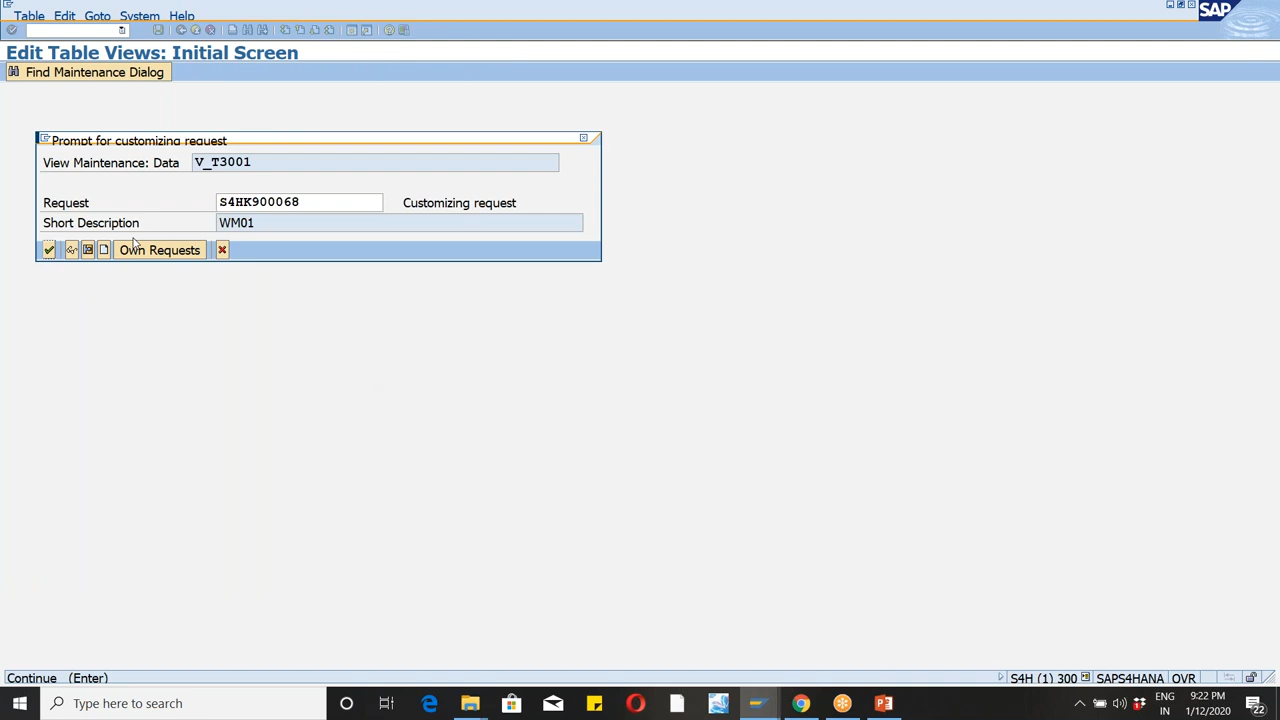 Table Edit Goto System Help
SAP
Edit Table Views: Initial Screen
Find Maintenance Dialog
Prompt for customizing request
View Maintenance: Data V_T3001
Request S4HK900068 Customizing request
Short Description WM01
Own Requests
Continue (Enter)
S4H (1) 300 SAPS4HANA OVR
Type here to search
ENG
IN
9:22 PM
1/12/2020
22